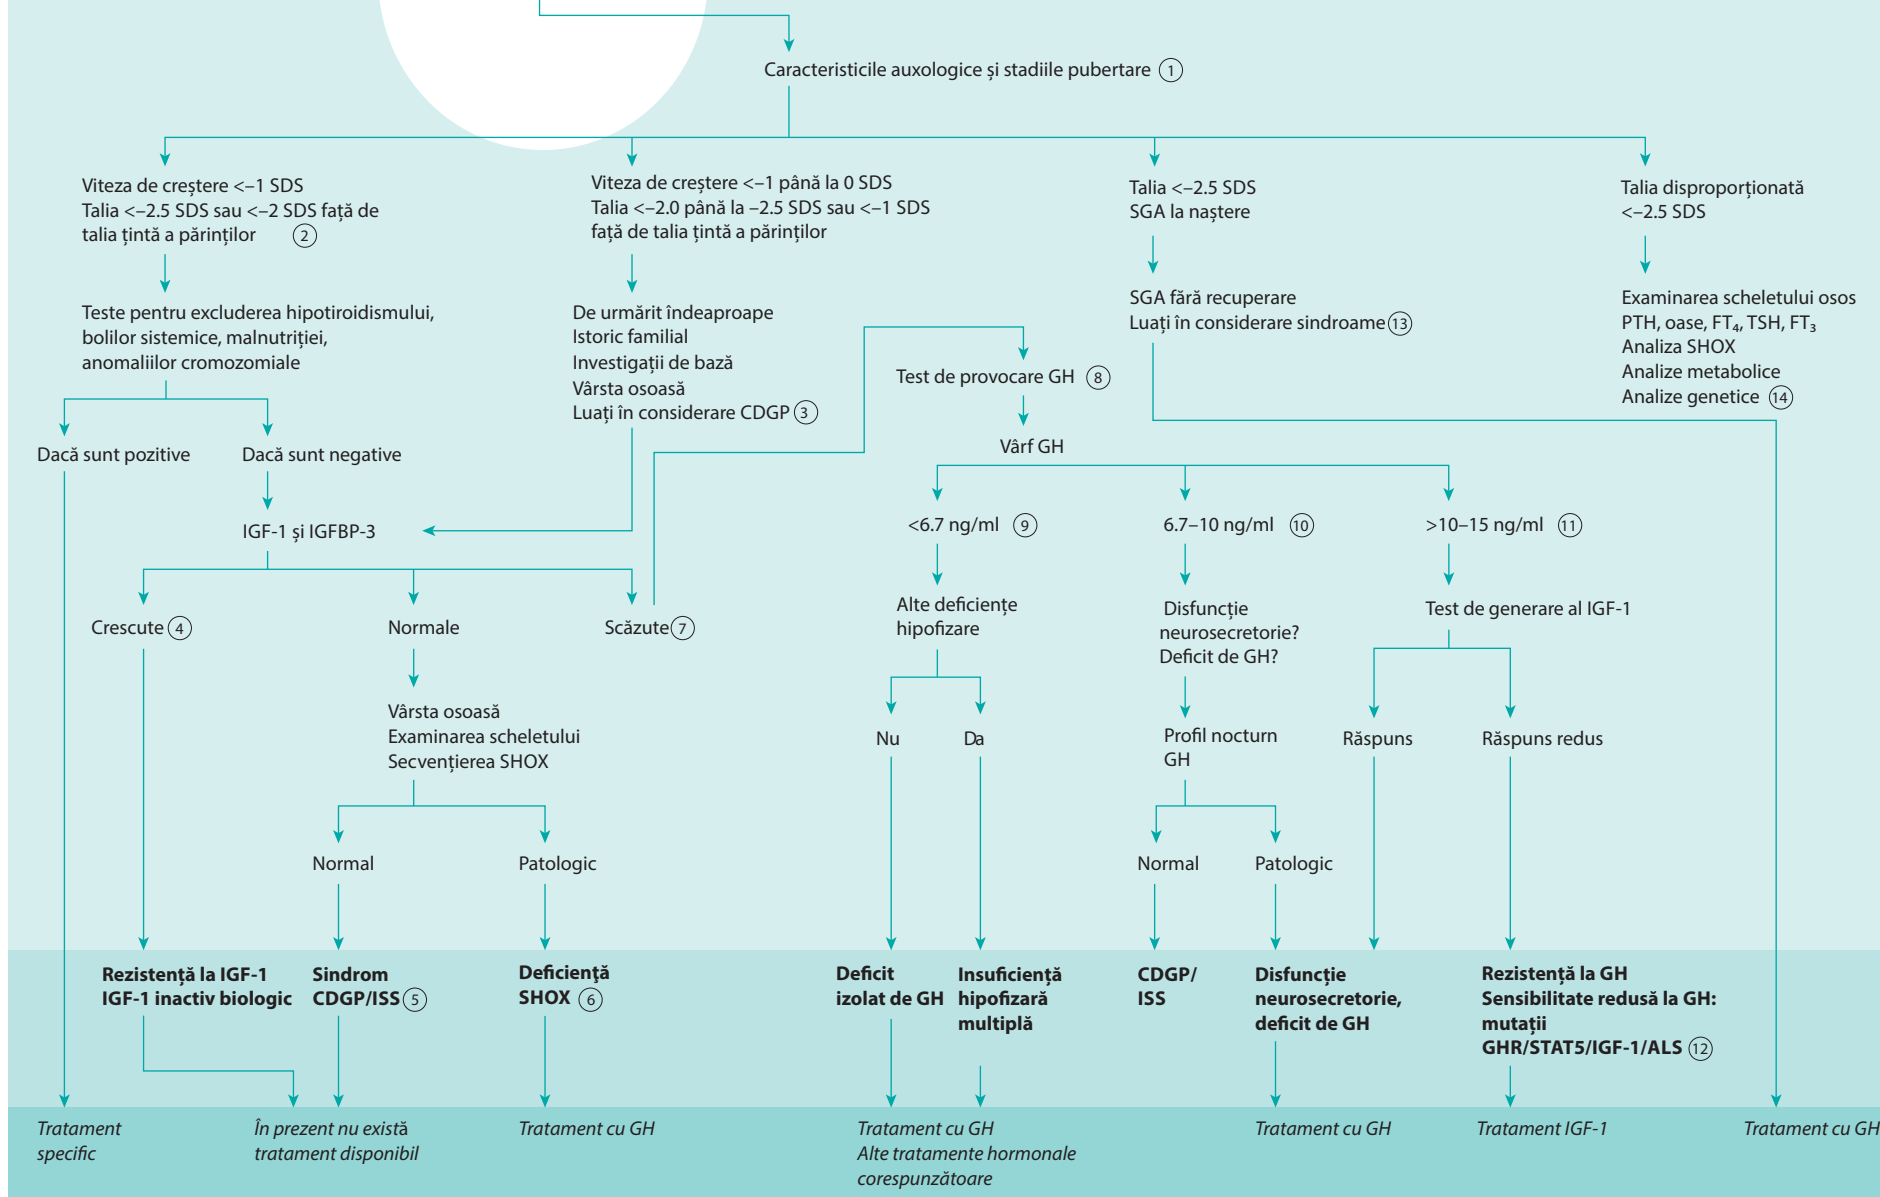 Caracteristicile auxologice și stadiile pubertare 1
Viteza de creștere <–1 SDS
Talia <–2.5 SDS sau <–2 SDS față de
talia țintă a părinților 2
Viteza de creștere <–1 până la 0 SDS
Talia <–2.0 până la –2.5 SDS sau <–1 SDS
față de talia țintă a părinților
Talia <–2.5 SDS
SGA la naștere
Talia disproporționată
<–2.5 SDS
Teste pentru excluderea hipotiroidismului,
bolilor sistemice, malnutriției,
anomaliilor cromozomiale
De urmărit îndeaproape
Istoric familial
Investigații de bază
Vârsta osoasă
Luați în considerare CDGP 3
SGA fără recuperare
Luați în considerare sindroame 13
Examinarea scheletului osos
PTH, oase, FT₄, TSH, FT₃
Analiza SHOX
Analize metabolice
Analize genetice 14
Test de provocare GH 8
Vârf GH
Dacă sunt pozitive
Dacă sunt negative
IGF-1 și IGFBP-3
<6.7 ng/ml 9
6.7–10 ng/ml 10
>10–15 ng/ml 11
Crescute 4
Normale
Scăzute 7
Alte deficiențe
hipofizare
Disfuncție
neurosecretorie?
Deficit de GH?
Test de generare al IGF-1
Vârsta osoasă
Examinarea scheletului
Secvențierea SHOX
Nu
Da
Profil nocturn
GH
Răspuns
Răspuns redus
Normal
Patologic
Normal
Patologic
Rezistență la IGF-1
IGF-1 inactiv biologic
Sindrom
CDGP/ISS 5
Deficiență
SHOX 6
Deficit
izolat de GH
Insuficiență
hipofizară
multiplă
CDGP/
ISS
Disfuncție
neurosecretorie,
deficit de GH
Rezistență la GH
Sensibilitate redusă la GH:
mutații
GHR/STAT5/IGF-1/ALS 12
Tratament
specific
În prezent nu există
tratament disponibil
Tratament cu GH
Tratament cu GH
Alte tratamente hormonale
corespunzătoare
Tratament cu GH
Tratament IGF-1
Tratament cu GH